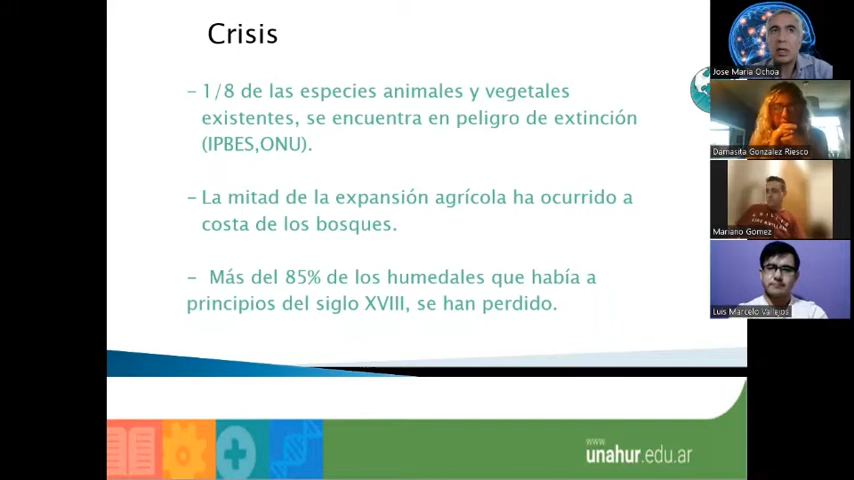 Crisis
- 1/8 de las especies animales y vegetales
existentes, se encuentra en peligro de extinción
(IPBES,ONU).
- La mitad de la expansión agrícola ha ocurrido a
costa de los bosques.
- Más del 85% de los humedales que había a
principios del siglo XVIII, se han perdido.
Jose Maria Ochoa
Damasita Gonzalez Riesco
Mariano Gomez
Luis Marcelo Vallejos
www.
unahur.edu.ar